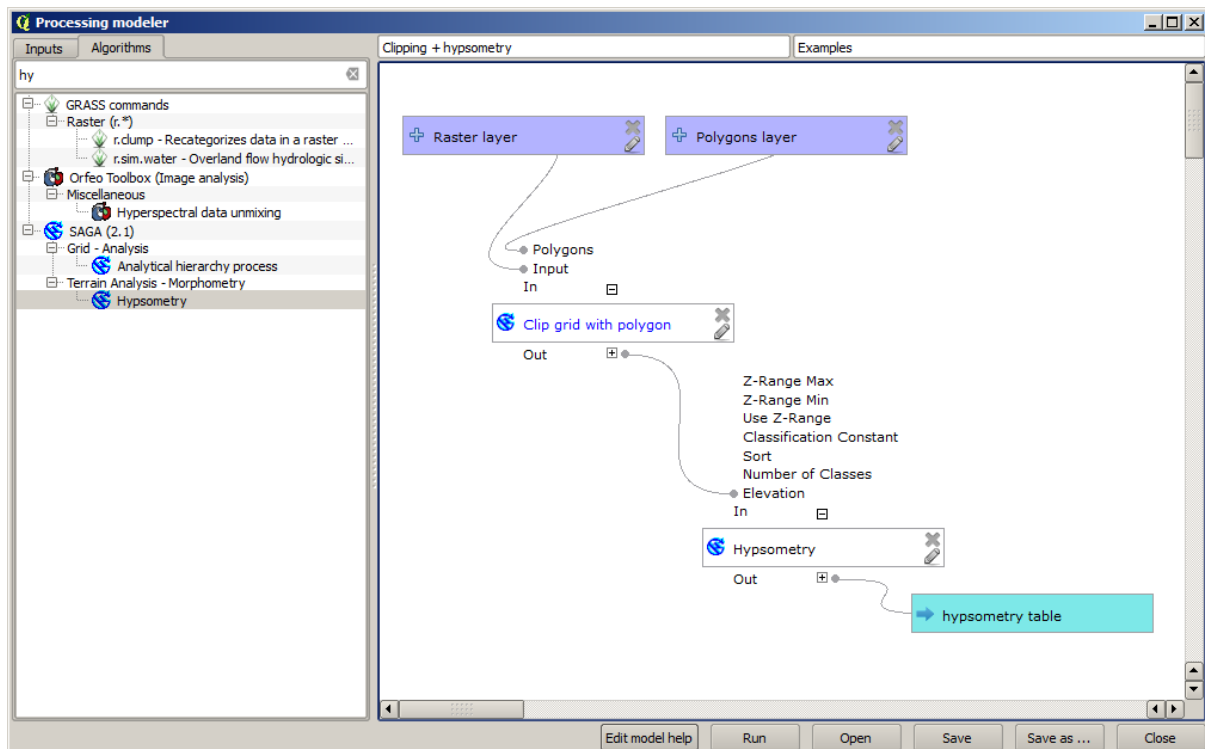 Processing modeler
Inputs
Algorithms
Clipping + hypsometry
Examples
hy
GRASS commands
Raster (r.*)
r.clump - Recategorizes data in a raster ...
r.sim.water - Overland flow hydrologic si...
Orfeo Toolbox (Image analysis)
Miscellaneous
Hyperspectral data unmixing
SAGA (2.1)
Grid - Analysis
Analytical hierarchy process
Terrain Analysis - Morphometry
Hypsometry
Raster layer
Polygons layer
Polygons
Input
In
Clip grid with polygon
Out
Z-Range Max
Z-Range Min
Use Z-Range
Classification Constant
Sort
Number of Classes
Elevation
In
Hypsometry
Out
hypsometry table
Edit model help
Run
Open
Save
Save as ...
Close